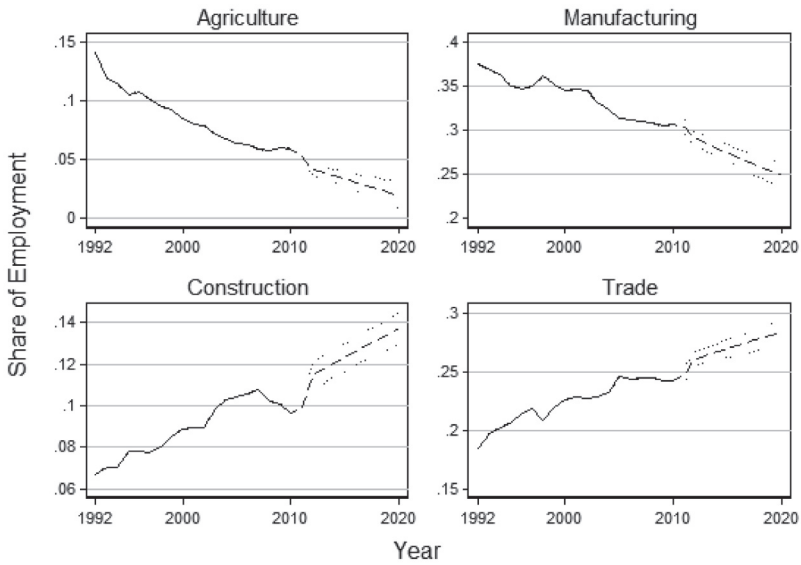 Agriculture
.15
.1
.05
0
1992 2000 2010 2020
Manufacturing
.4
.35
.3
.25
.2
1992 2000 2010 2020
Construction
.14
.12
.1
.08
.06
1992 2000 2010 2020
Trade
.3
.25
.2
.15
1992 2000 2010 2020
Share of Employment
Year